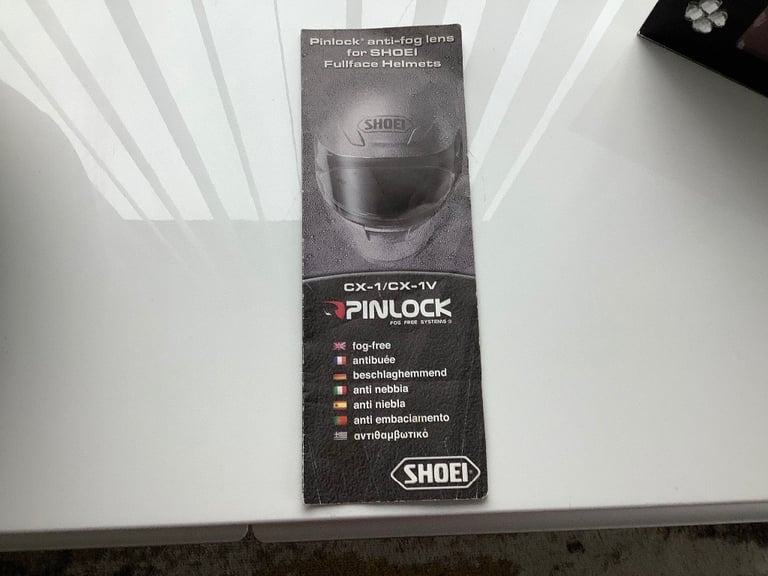 Pinlock® anti-fog lens
for SHOEI
Fullface Helmets
SHOEI
CX-1/CX-1V
PINLOCK
FOG FREE SYSTEMS®
fog-free
antibuée
beschlaghemmend
anti nebbia
anti niebla
anti embaciamento
αντιθαμβωτικό
SHOEI